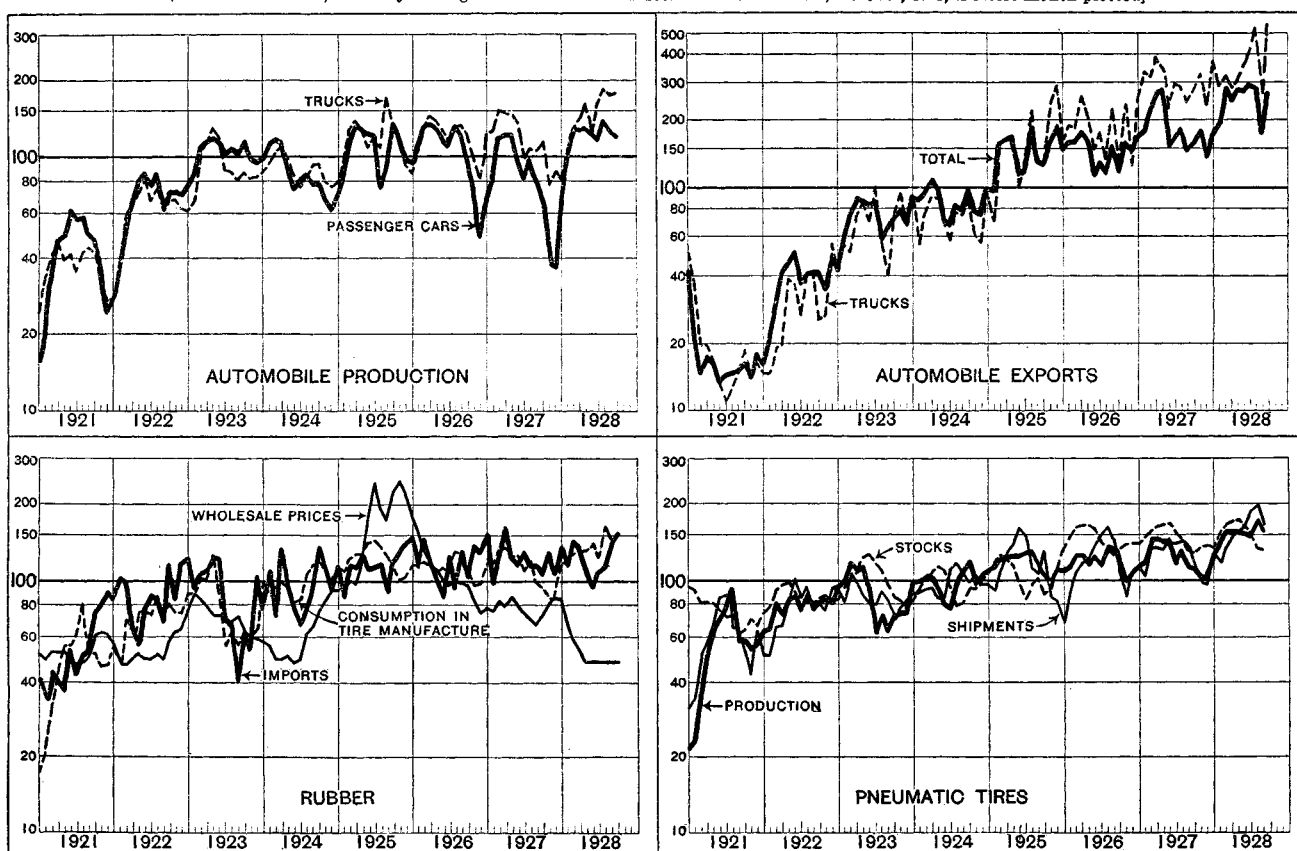 300
200
150
100
80
60
40
20
10
TRUCKS
PASSENGER CARS
AUTOMOBILE PRODUCTION
1921 1922 1923 1924 1925 1926 1927 1928
500
400
300
200
150
100
80
60
40
20
10
TOTAL
TRUCKS
AUTOMOBILE EXPORTS
1921 1922 1923 1924 1925 1926 1927 1928
300
200
150
100
80
60
40
20
10
WHOLESALE PRICES
CONSUMPTION IN
TIRE MANUFACTURE
IMPORTS
RUBBER
1921 1922 1923 1924 1925 1926 1927 1928
300
200
150
100
80
60
40
20
10
STOCKS
SHIPMENTS
PRODUCTION
PNEUMATIC TIRES
1921 1922 1923 1924 1925 1926 1927 1928